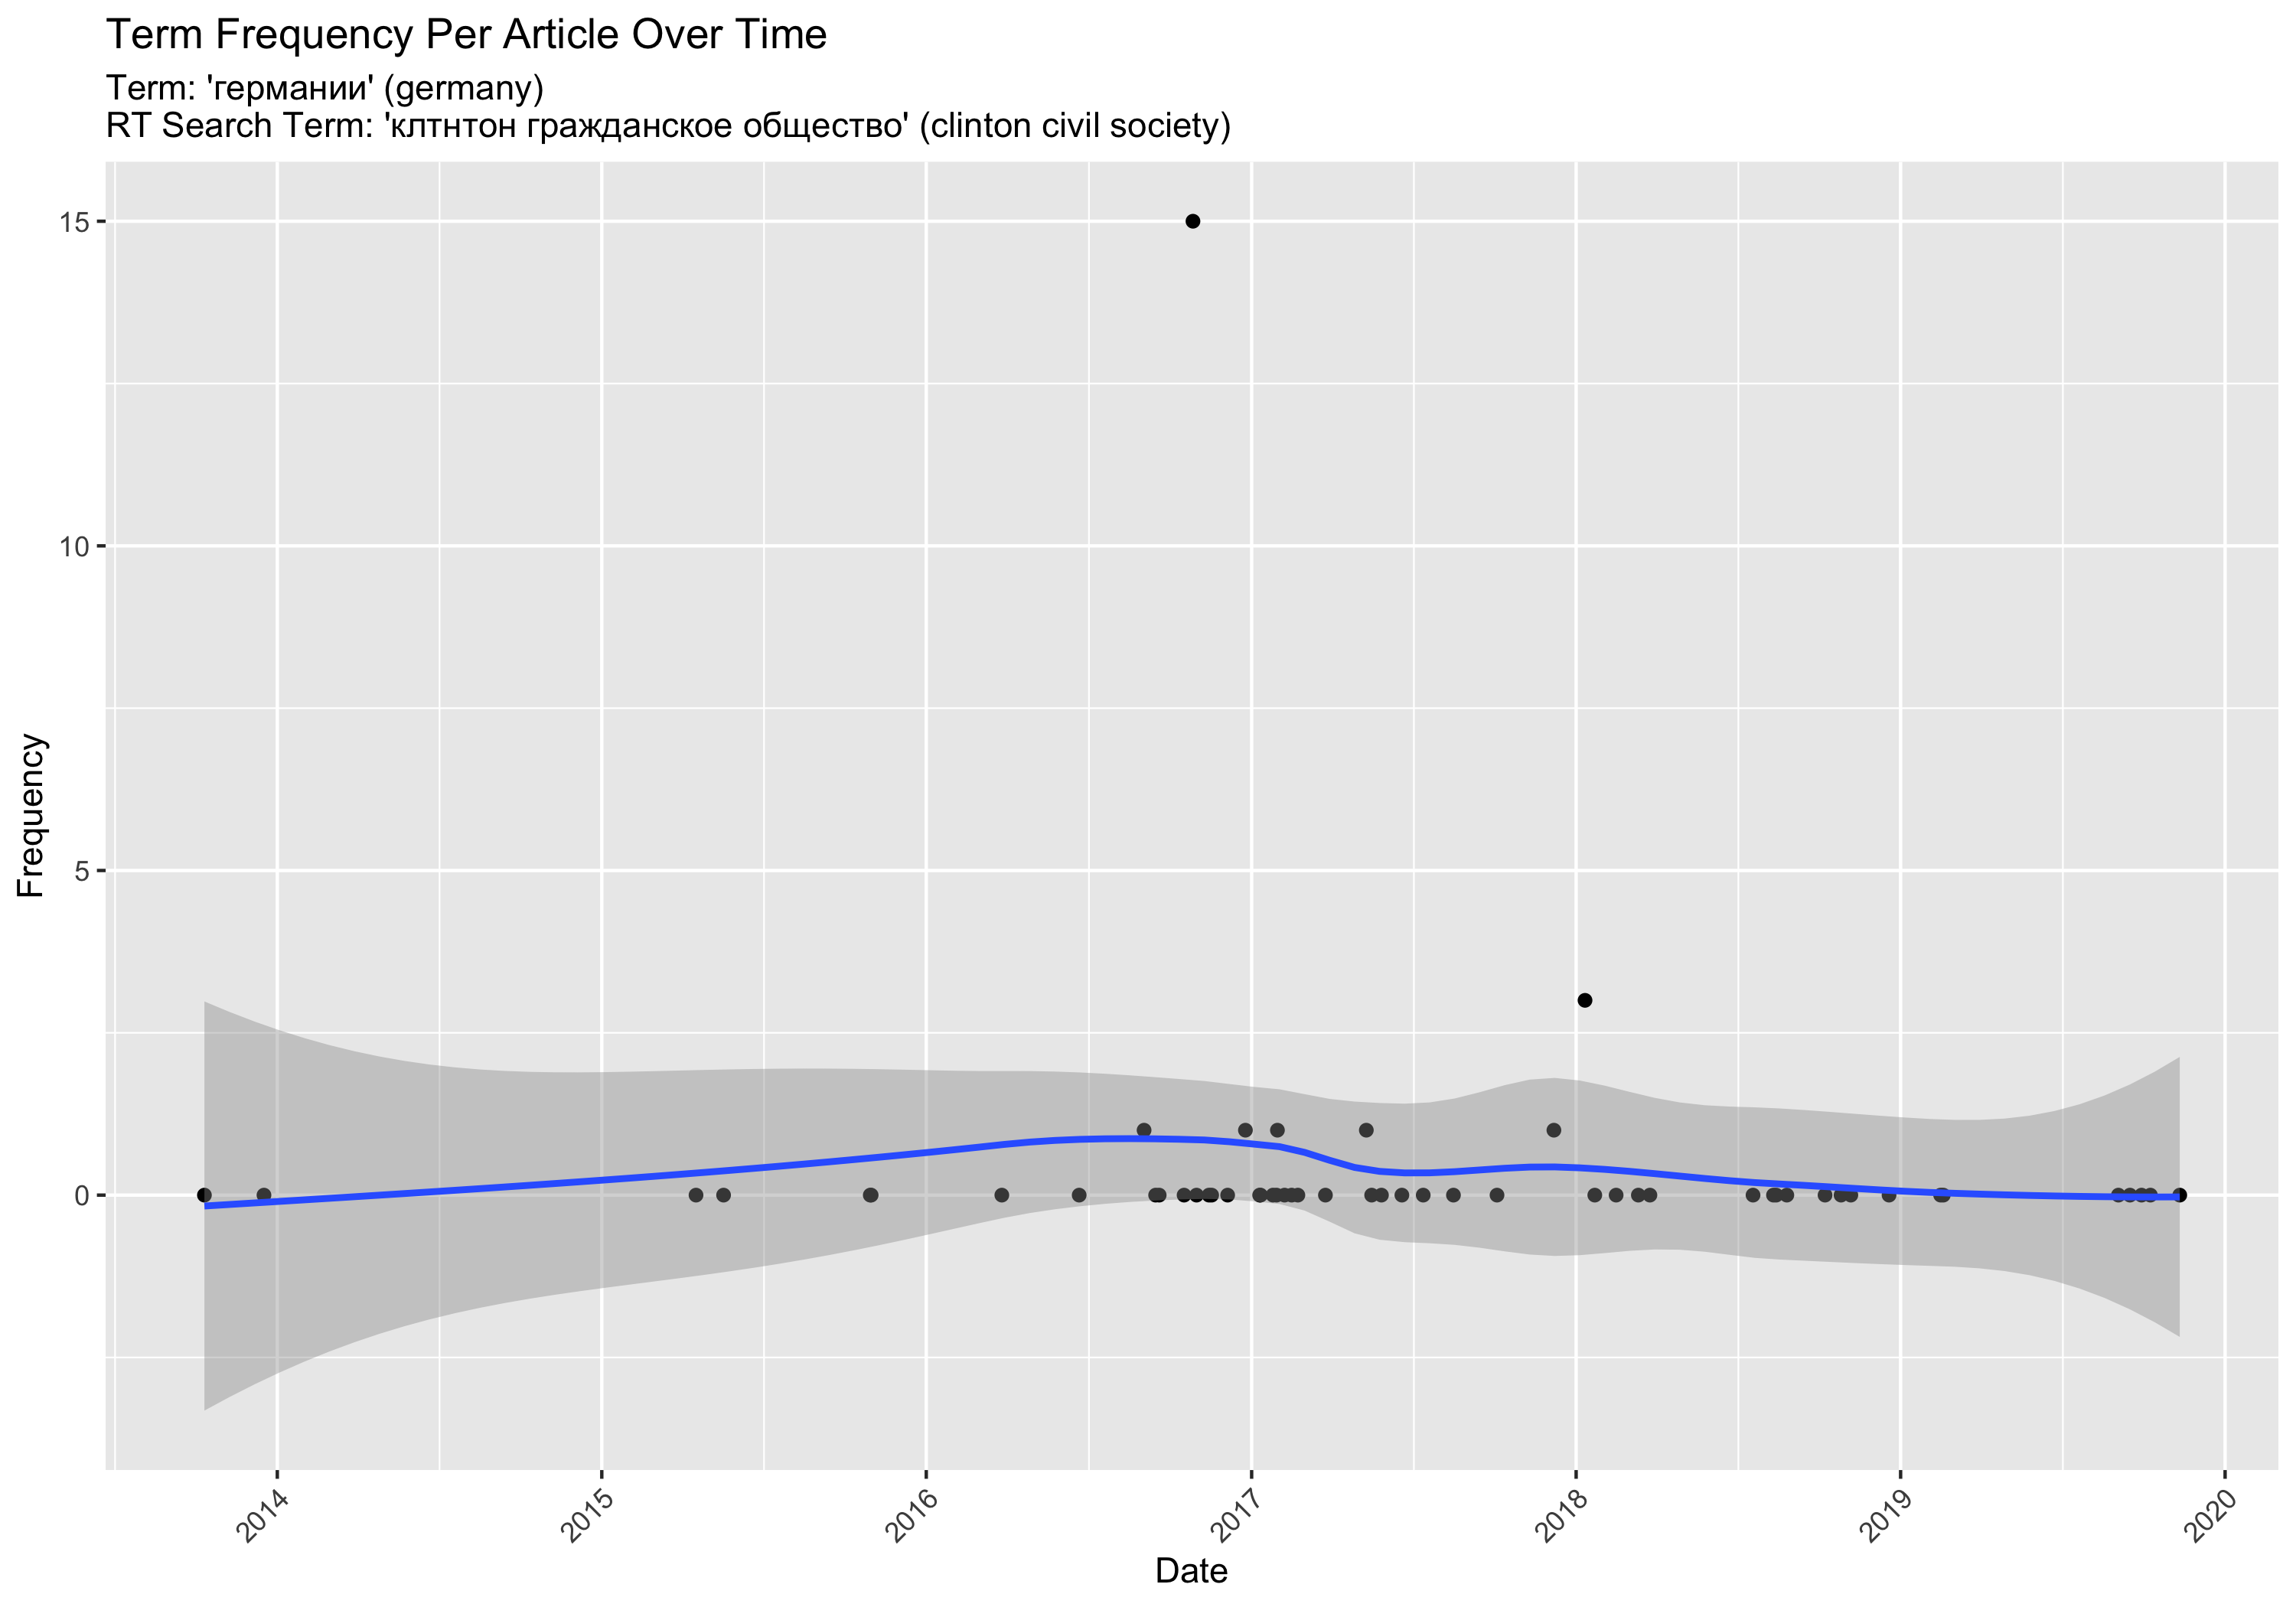 Term Frequency Per Article Over Time
Term: 'германии' (germany)
RT Search Term: 'клтнтон гражданское общество' (clinton civil society)
15
10
5
0
Frequency
2014
2015
2016
2017
2018
2019
2020
Date